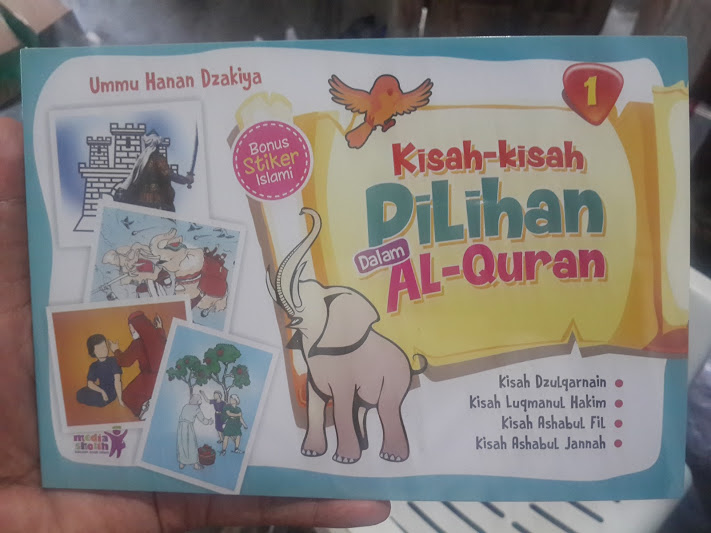 Ummu Hanan Dzakiya
1
Bonus
Stiker
Islami
Kisah-kisah
PiLihan
Dalam
AL-Quran
Kisah Dzulqarnain
Kisah Luqmanul Hakim
Kisah Ashabul Fil
Kisah Ashabul Jannah
media
sholih